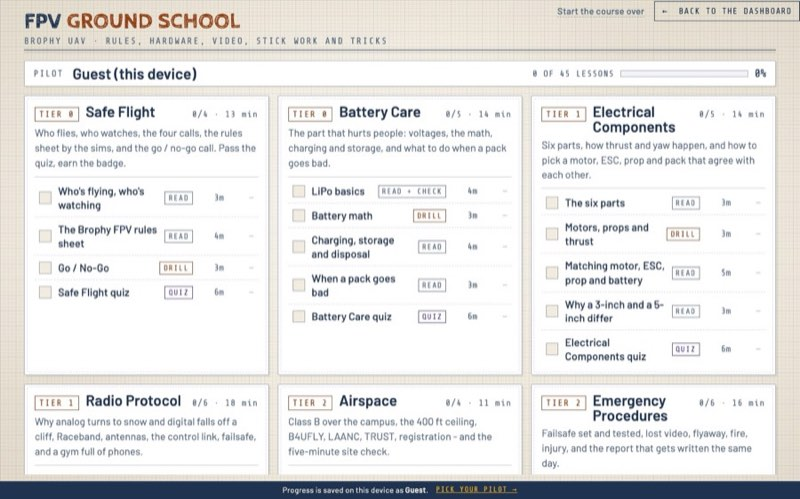 FPV GROUND SCHOOL
BROPHY UAV · RULES, HARDWARE, VIDEO, STICK WORK AND TRICKS
Start the course over
← BACK TO THE DASHBOARD
PILOT Guest (this device)
0 OF 45 LESSONS 0%
TIER 0 Safe Flight 0/4 · 13 min
Who flies, who watches, the four calls, the rules
sheet by the sims, and the go / no-go call. Pass the
quiz, earn the badge.
Who's flying, who's
watching
READ 3m –
The Brophy FPV rules
sheet
READ 4m –
Go / No-Go DRILL 3m –
Safe Flight quiz QUIZ 6m –
TIER 0 Battery Care 0/5 · 14 min
The part that hurts people: voltages, the math,
charging and storage, and what to do when a pack
goes bad.
LiPo basics READ + CHECK 4m –
Battery math DRILL 3m –
Charging, storage
and disposal
READ 4m –
When a pack goes
bad
READ 3m –
Battery Care quiz QUIZ 6m –
TIER 1 Electrical
Components
0/5 · 14 min
Six parts, how thrust and yaw happen, and how to
pick a motor, ESC, prop and pack that agree with
each other.
The six parts READ 3m –
Motors, props and
thrust
DRILL 3m –
Matching motor, ESC,
prop and battery
READ 5m –
Why a 3-inch and a 5-
inch differ
READ 3m –
Electrical
Components quiz
QUIZ 6m –
TIER 1 Radio Protocol 0/6 · 18 min
Why analog turns to snow and digital falls off a
cliff, Raceband, antennas, the control link, failsafe,
and a gym full of phones.
TIER 2 Airspace 0/4 · 11 min
Class B over the campus, the 400 ft ceiling,
B4UFLY, LAANC, TRUST, registration - and the
five-minute site check.
TIER 2 Emergency
Procedures
0/6 · 16 min
Failsafe set and tested, lost video, flyaway, fire,
injury, and the report that gets written the same
day.
Progress is saved on this device as Guest. PICK YOUR PILOT →